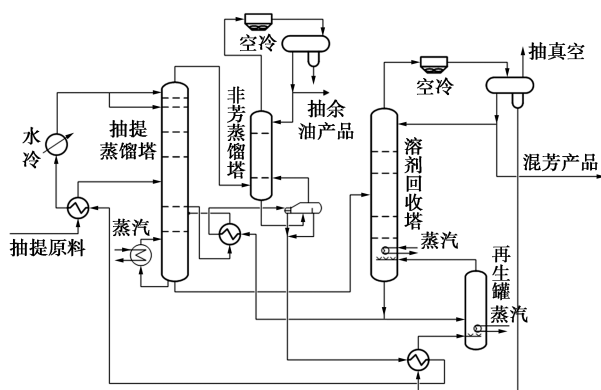 空冷
抽余
油产品
空冷
抽真空
水
冷
抽提
蒸馏塔
非
芳
蒸
馏
塔
溶
剂
回
收
塔
混芳产品
抽提原料
蒸汽
蒸汽
再
生
罐
蒸汽